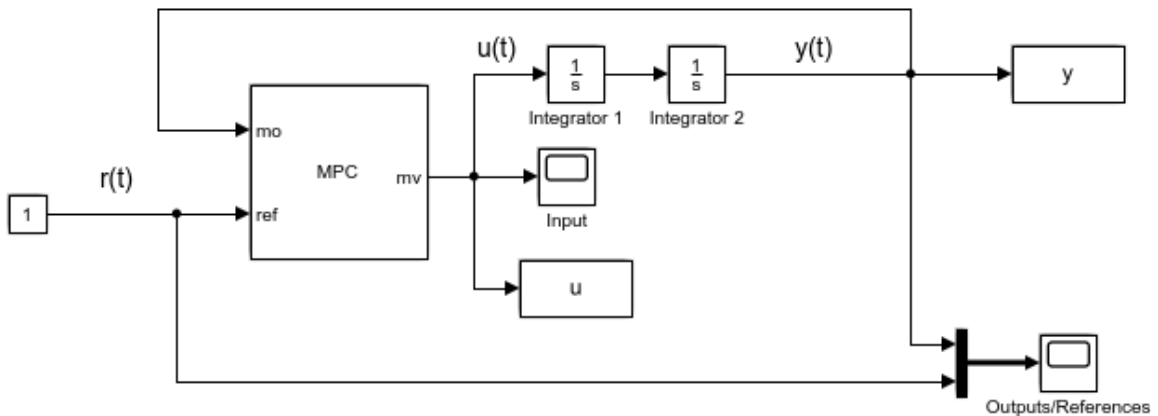 u(t)
y(t)
1
s
1
s
y
Integrator 1
Integrator 2
mo
MPC
mv
r(t)
1
ref
Input
u
Outputs/References